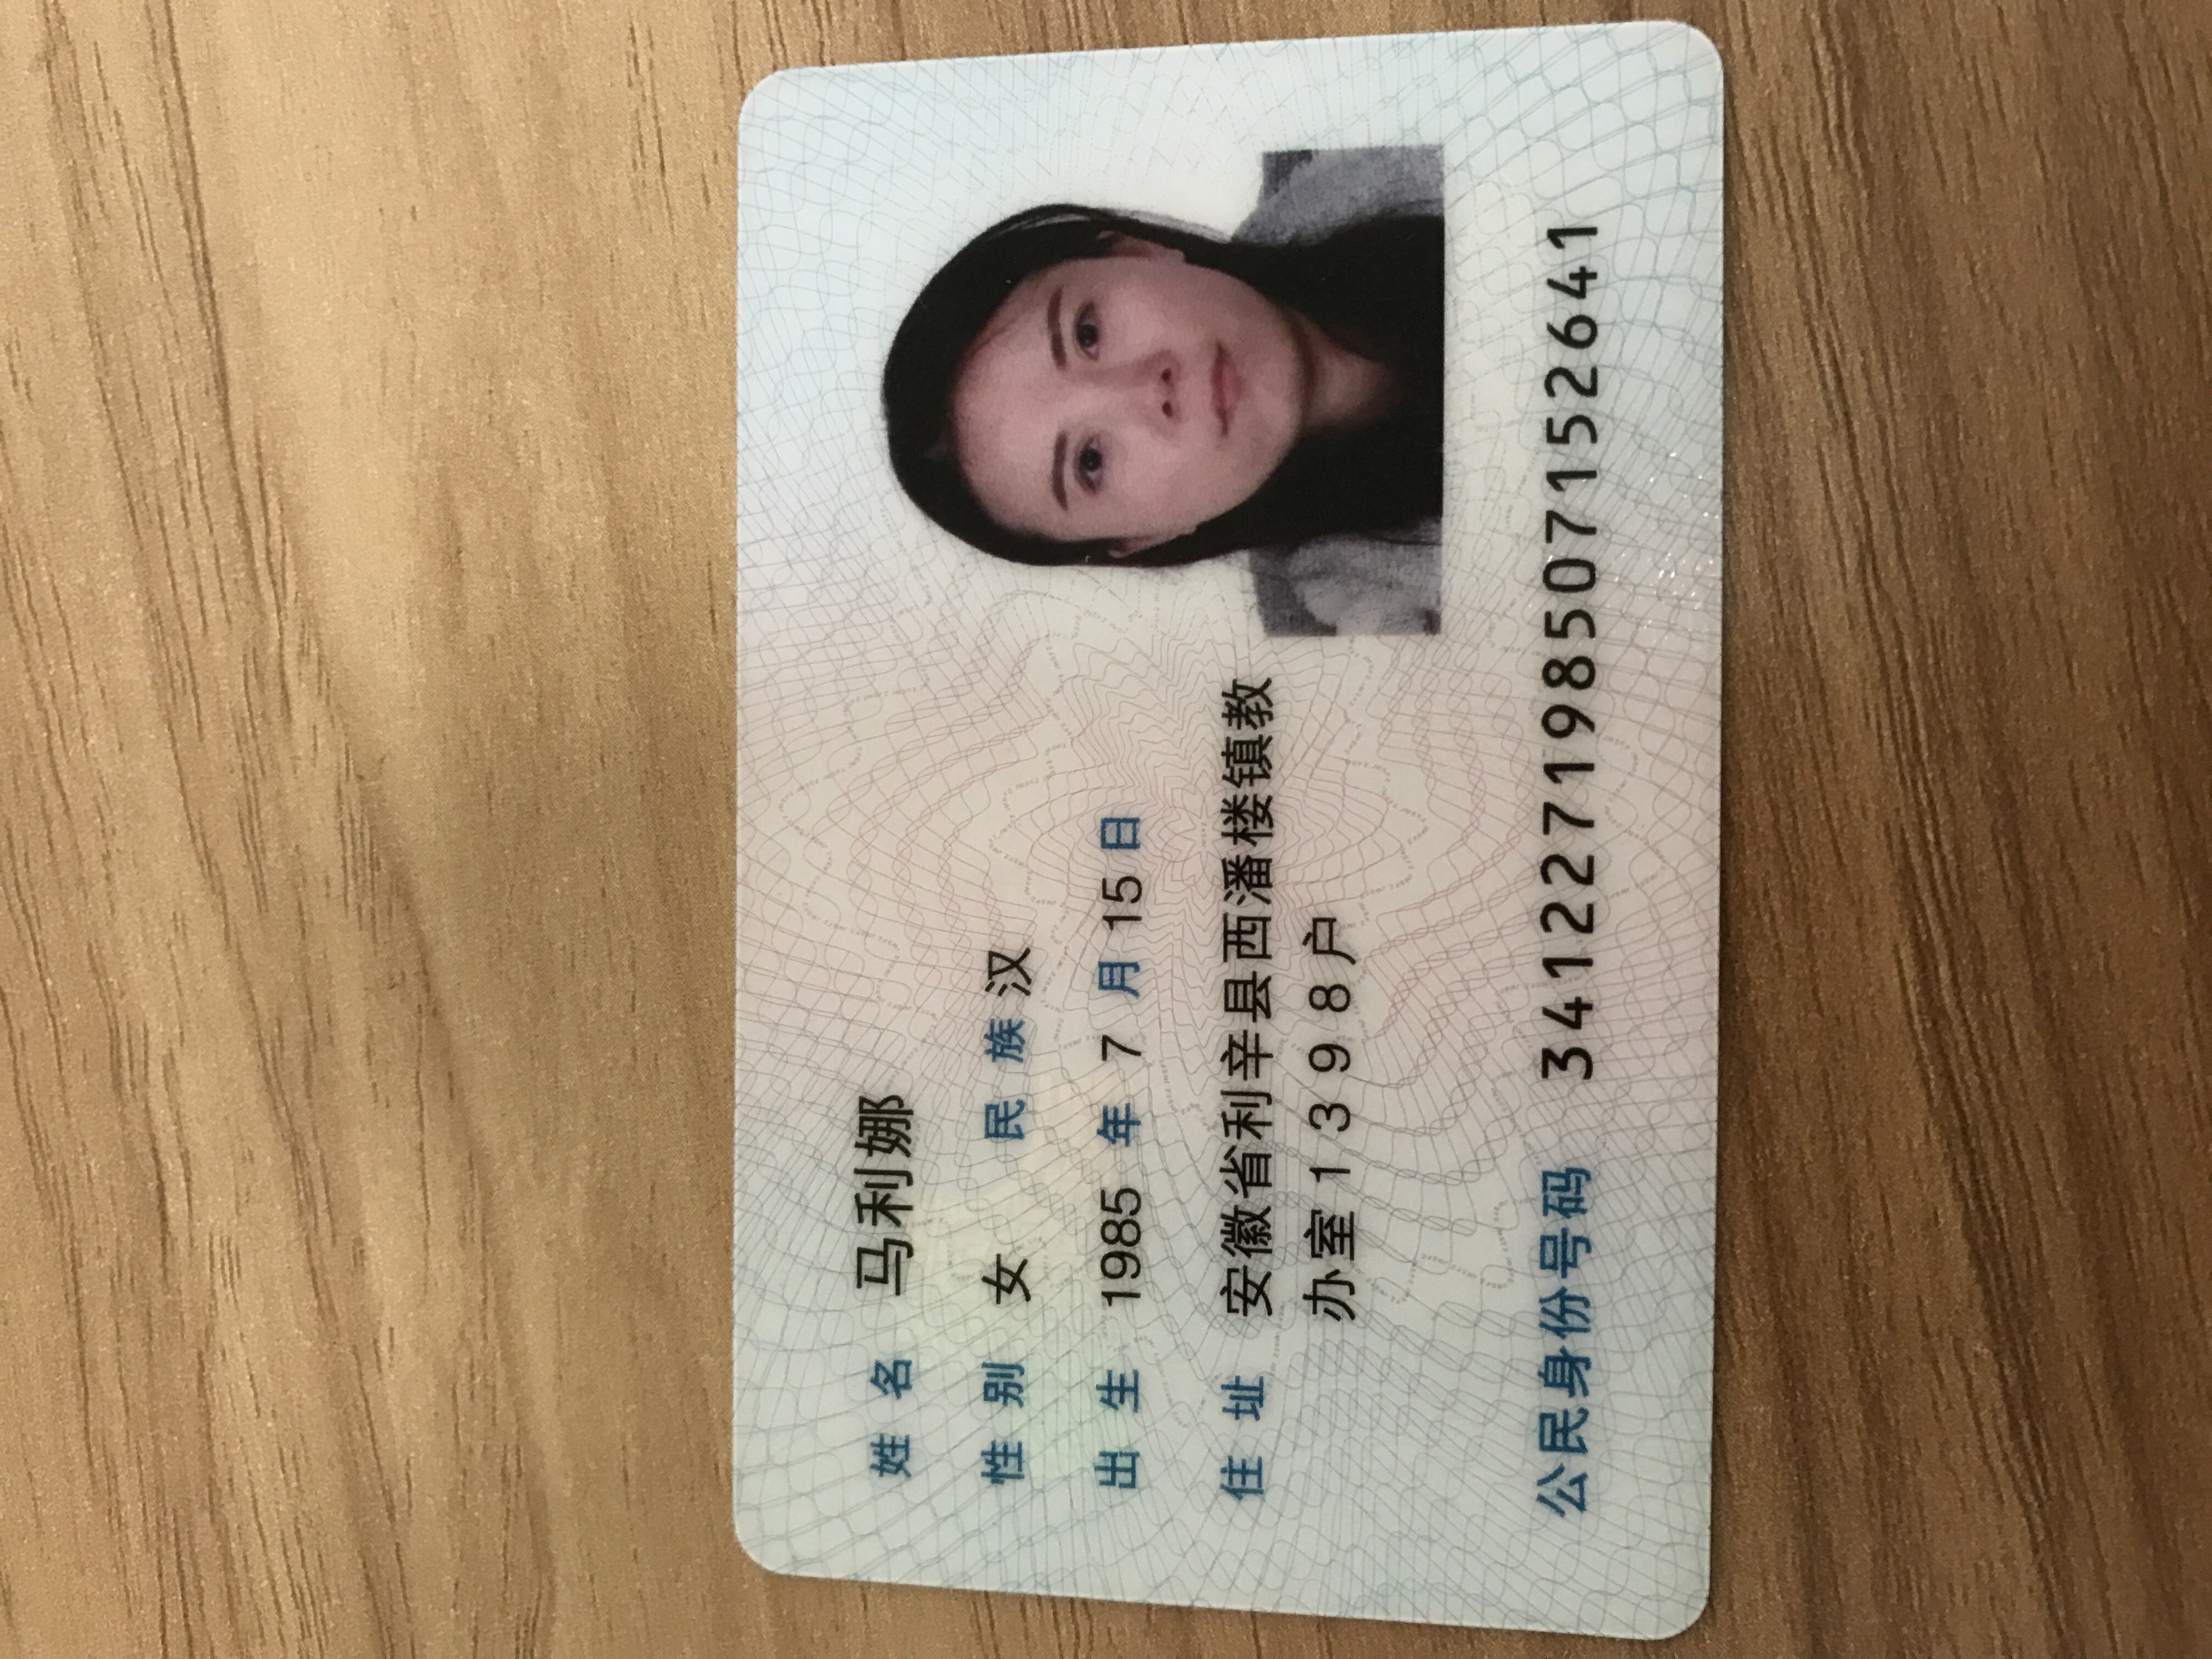 姓名 马利娜
性别 女 民族 汉
出生 1985 年 7 月 15 日
住址 安徽省利辛县西潘楼镇教
办室1398户
公民身份号码 341227198507152641